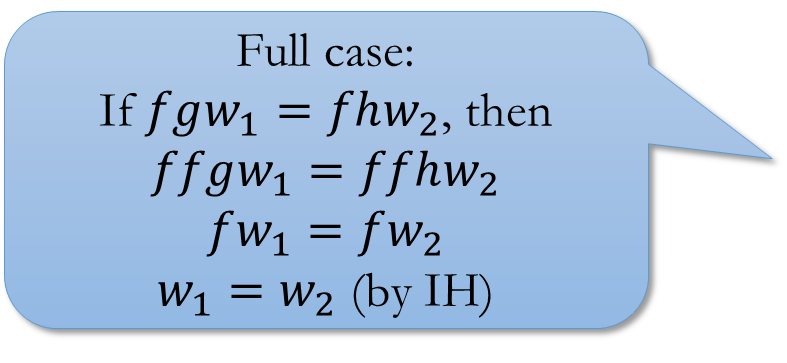 Full case:
If 𝑓𝑔𝑤₁ = 𝑓ℎ𝑤₂, then
𝑓𝑓𝑔𝑤₁ = 𝑓𝑓ℎ𝑤₂
𝑓𝑤₁ = 𝑓𝑤₂
𝑤₁ = 𝑤₂ (by IH)